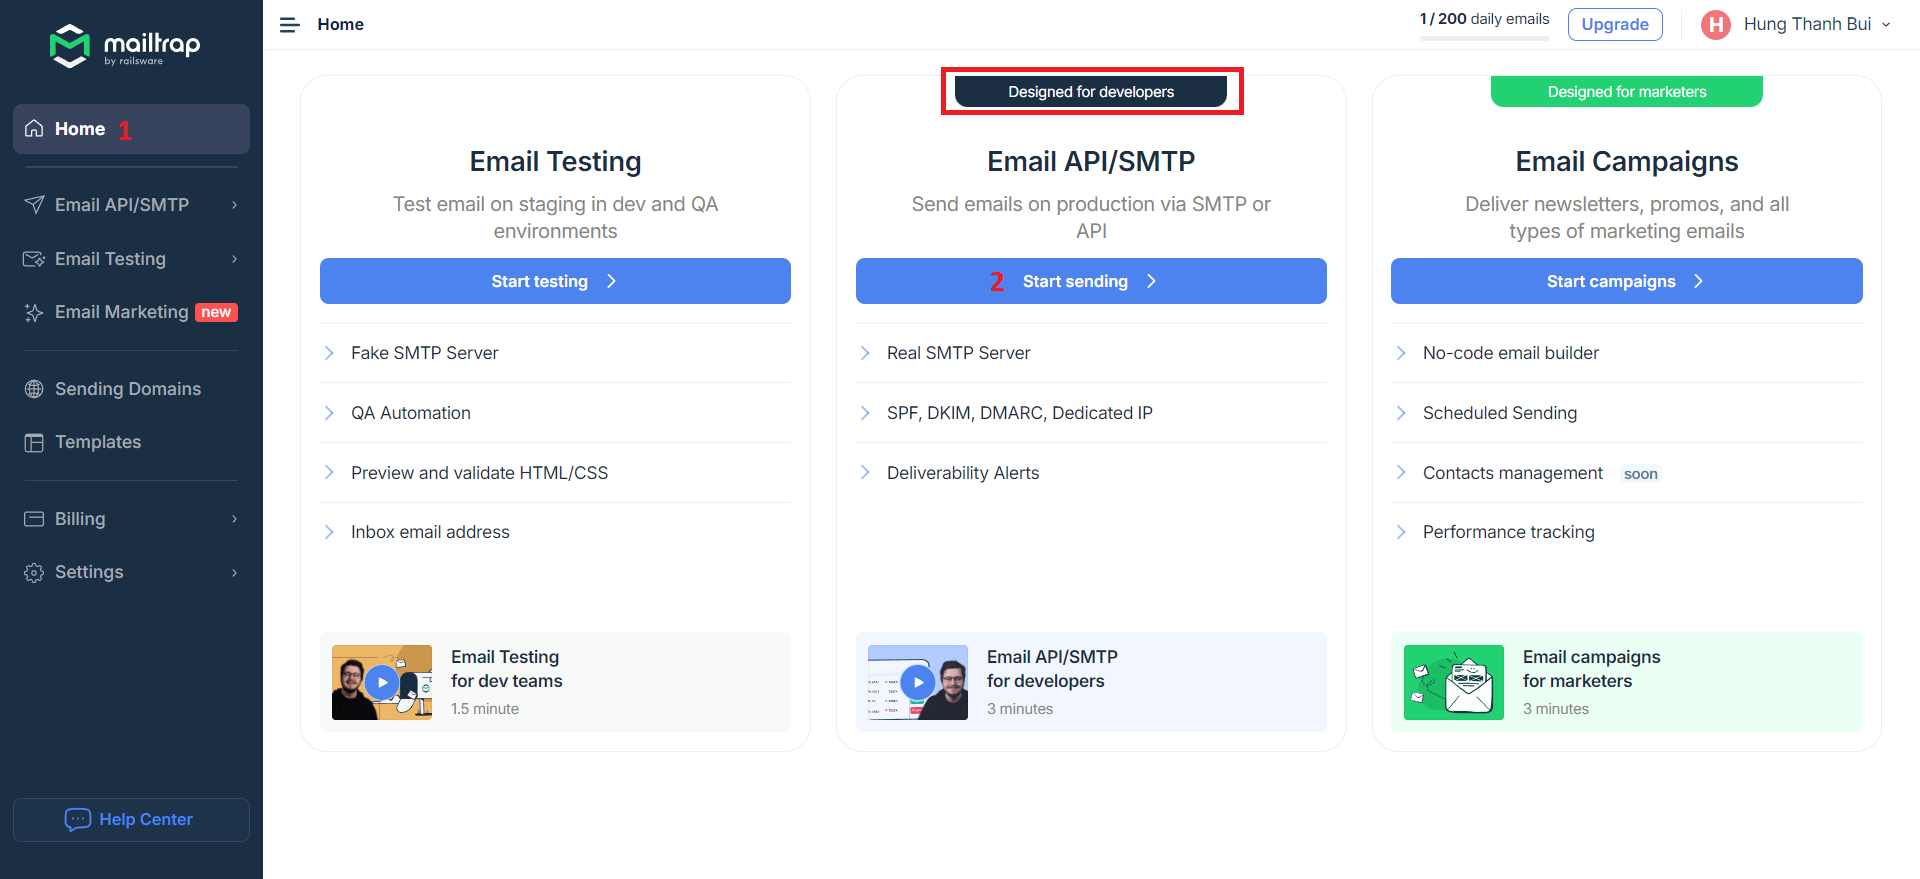 mailtrap
by railsware
Home 1
Email API/SMTP
Email Testing
Email Marketing new
Sending Domains
Templates
Billing
Settings
Help Center
Home
1 / 200 daily emails
Upgrade
H Hung Thanh Bui
Email Testing
Test email on staging in dev and QA
environments
Start testing
Fake SMTP Server
QA Automation
Preview and validate HTML/CSS
Inbox email address
Email Testing
for dev teams
1.5 minute
Designed for developers
Email API/SMTP
Send emails on production via SMTP or
API
2 Start sending
Real SMTP Server
SPF, DKIM, DMARC, Dedicated IP
Deliverability Alerts
Email API/SMTP
for developers
3 minutes
Designed for marketers
Email Campaigns
Deliver newsletters, promos, and all
types of marketing emails
Start campaigns
No-code email builder
Scheduled Sending
Contacts management soon
Performance tracking
Email campaigns
for marketers
3 minutes